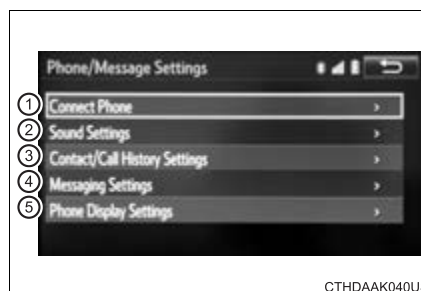 Phone/Message Settings
① Connect Phone
② Sound Settings
③ Contact/Call History Settings
④ Messaging Settings
⑤ Phone Display Settings
CTHDAAK040U